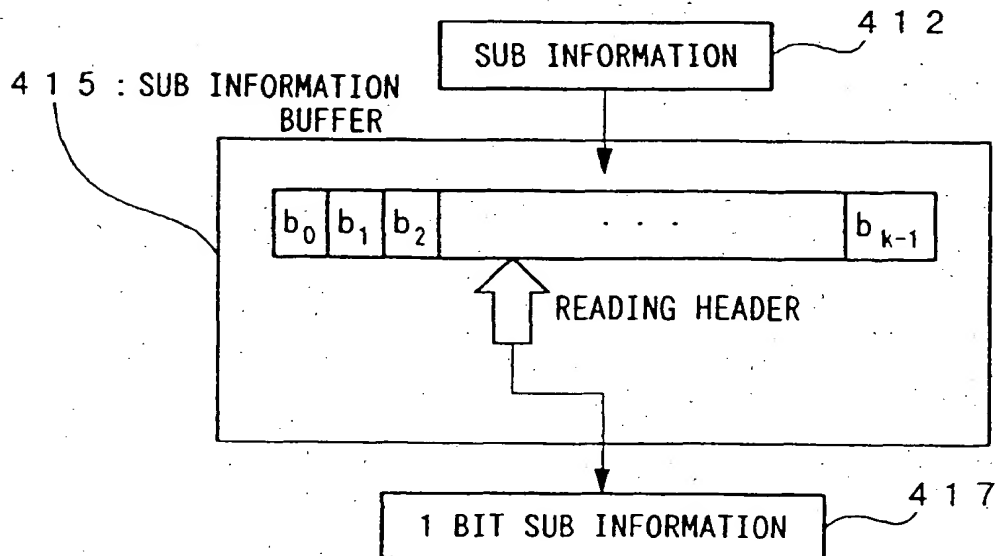 412
SUB INFORMATION
415 : SUB INFORMATION
BUFFER
b0 b1 b2 · · · bk-1
READING HEADER
417
1 BIT SUB INFORMATION